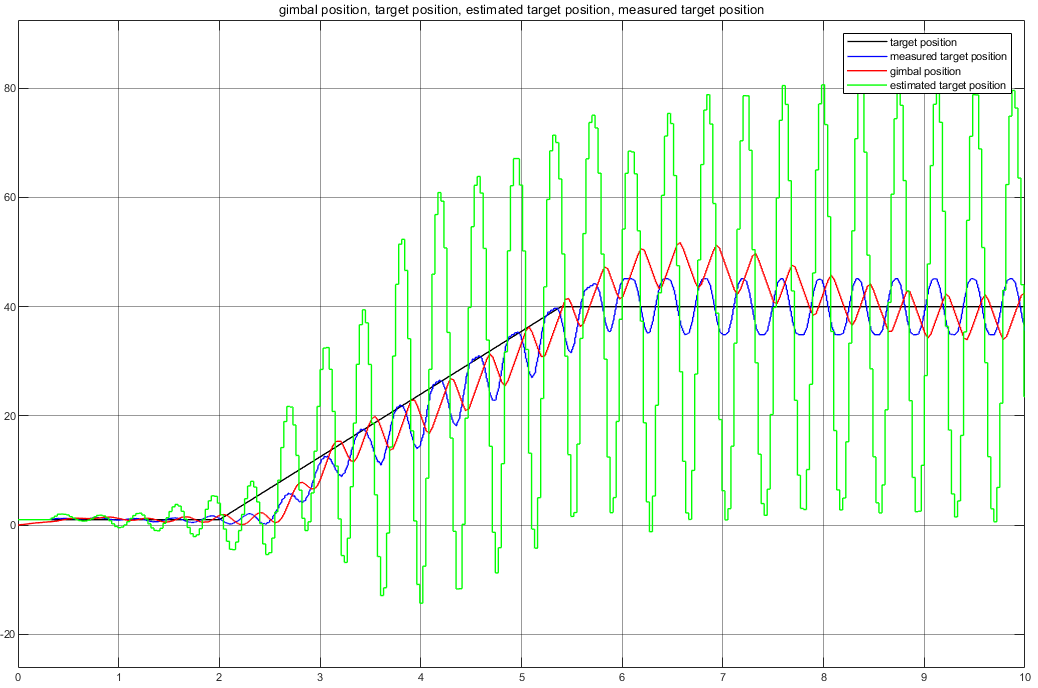 gimbal position, target position, estimated target position, measured target position
target position
measured target position
gimbal position
estimated target position
80
60
40
20
0
-20
0 1 2 3 4 5 6 7 8 9 10